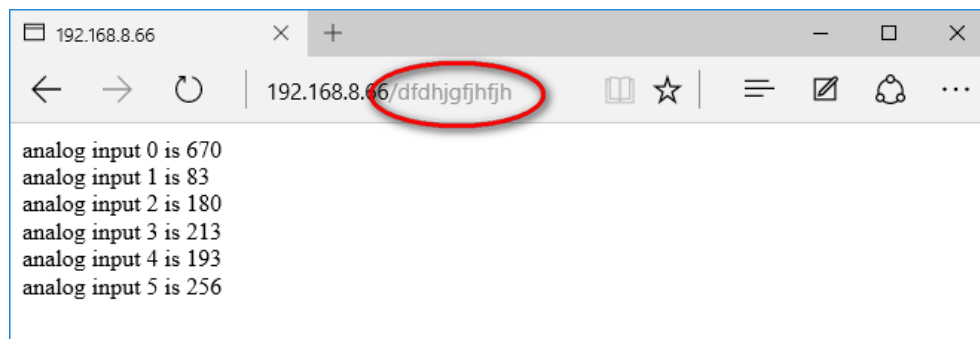 192.168.8.66
192.168.8.66/dfdhjgfjhfjh
analog input 0 is 670
analog input 1 is 83
analog input 2 is 180
analog input 3 is 213
analog input 4 is 193
analog input 5 is 256